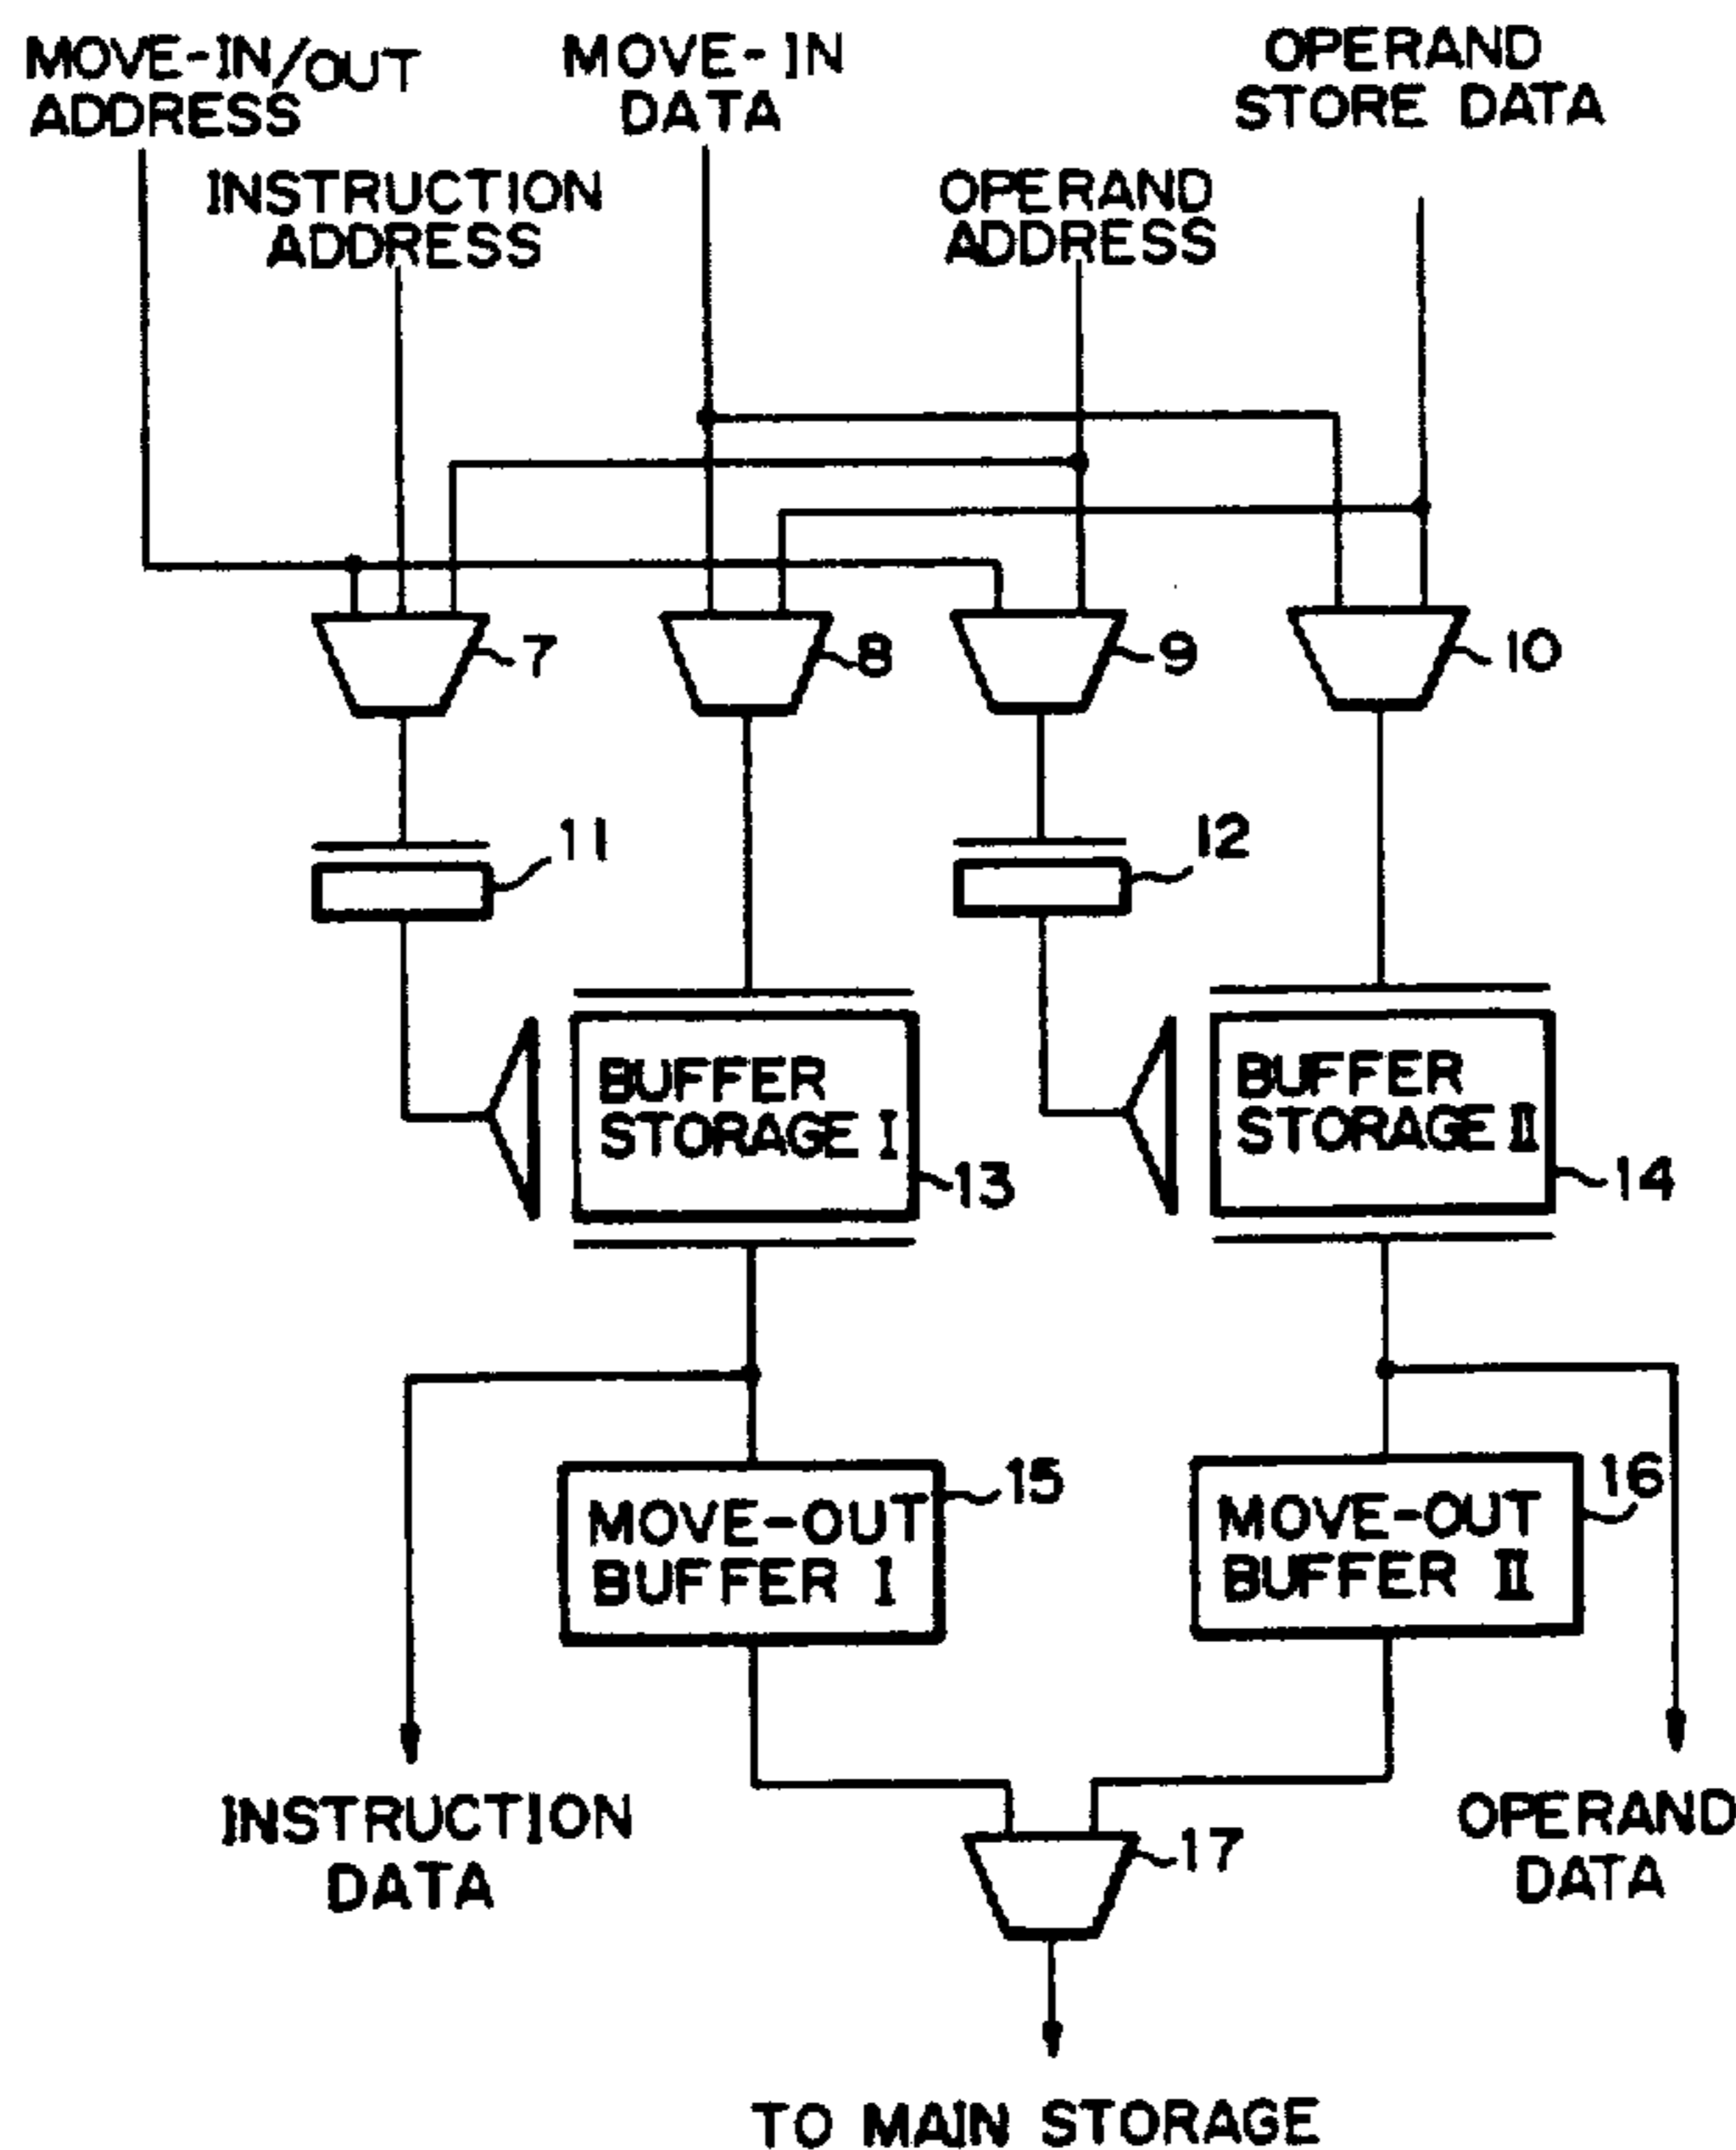 MOVE-IN/OUT
ADDRESS
MOVE-IN
DATA
OPERAND
STORE DATA
INSTRUCTION
ADDRESS
OPERAND
ADDRESS
7
8
9
10
11
12
BUFFER
STORAGE I
13
BUFFER
STORAGE II
14
MOVE-OUT
BUFFER I
15
MOVE-OUT
BUFFER II
16
INSTRUCTION
DATA
OPERAND
DATA
17
TO MAIN STORAGE